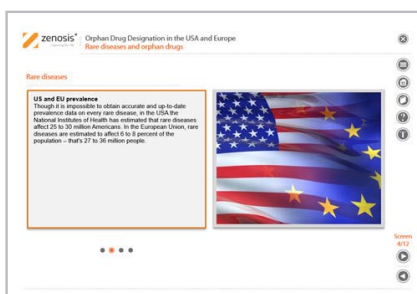 zenosis
Orphan Drug Designation in the USA and Europe
Rare diseases and orphan drugs
Rare diseases
US and EU prevalence
Though it is impossible to obtain accurate and up-to-date
prevalence data on every rare disease, in the USA the
National Institutes of Health has estimated that rare diseases
affect 25 to 30 million Americans. In the European Union, rare
diseases are estimated to affect 6 to 8 percent of the
population – that's 27 to 36 million people.
Screen
4/12